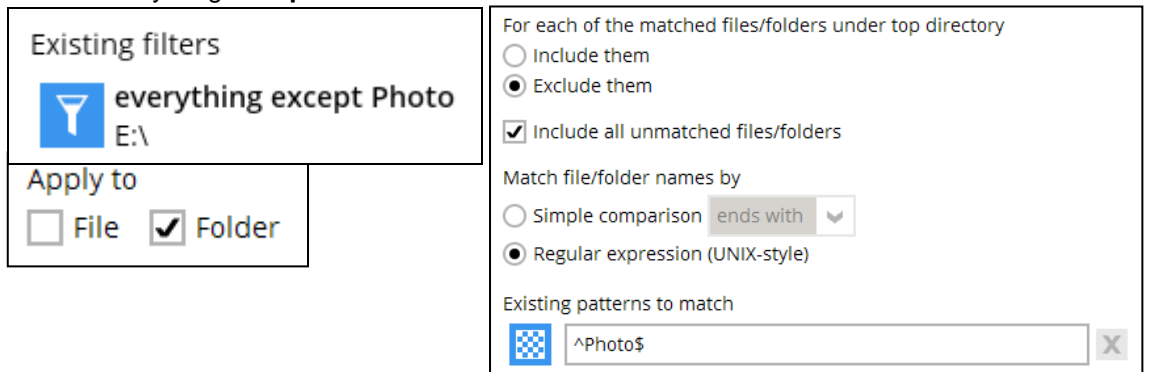 Existing filters
everything except Photo
E:\
Apply to
File Folder
For each of the matched files/folders under top directory
Include them
Exclude them
Include all unmatched files/folders
Match file/folder names by
Simple comparison ends with
Regular expression (UNIX-style)
Existing patterns to match
^Photo$ X